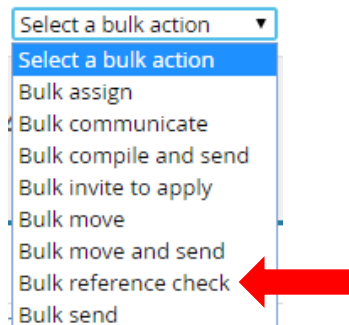 Select a bulk action
Select a bulk action
Bulk assign
Bulk communicate
Bulk compile and send
Bulk invite to apply
Bulk move
Bulk move and send
Bulk reference check
Bulk send